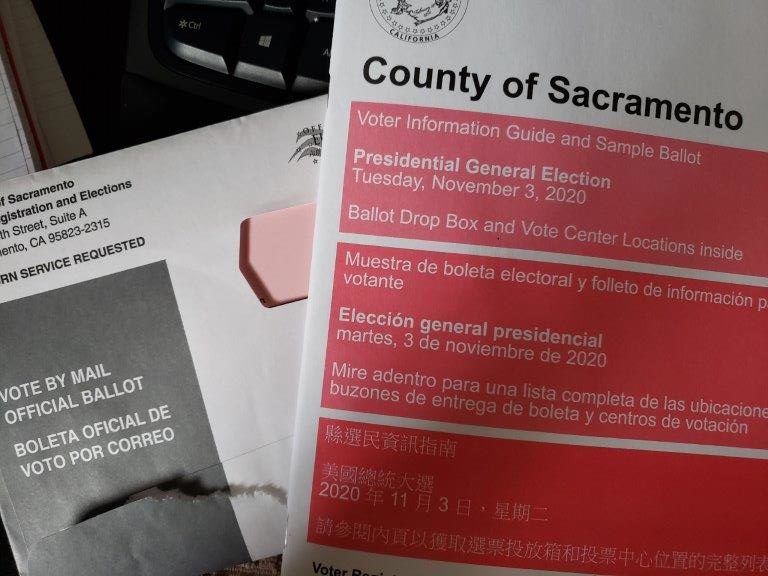 Ctrl
CALIFORNIA
County of Sacramento
Voter Information Guide and Sample Ballot
Presidential General Election
Tuesday, November 3, 2020
Ballot Drop Box and Vote Center Locations inside
Muestra de boleta electoral y folleto de información
votante
Elección general presidencial
martes, 3 de noviembre de 2020
Mire adentro para una lista completa de las
buzones de entrega de boleta y centros de votación
縣選民資訊指南
美國總統大選
2020 年 11 月 3 日，星期二
請參閱內頁以獲取選票投放箱和投票中心位置的完整列表
Voter
of Sacramento
and Elections
Street, Suite A
CA 95823-2315
SERVICE REQUESTED
VOTE BY MAIL
OFFICIAL BALLOT
BOLETA OFICIAL DE
VOTO POR CORREO